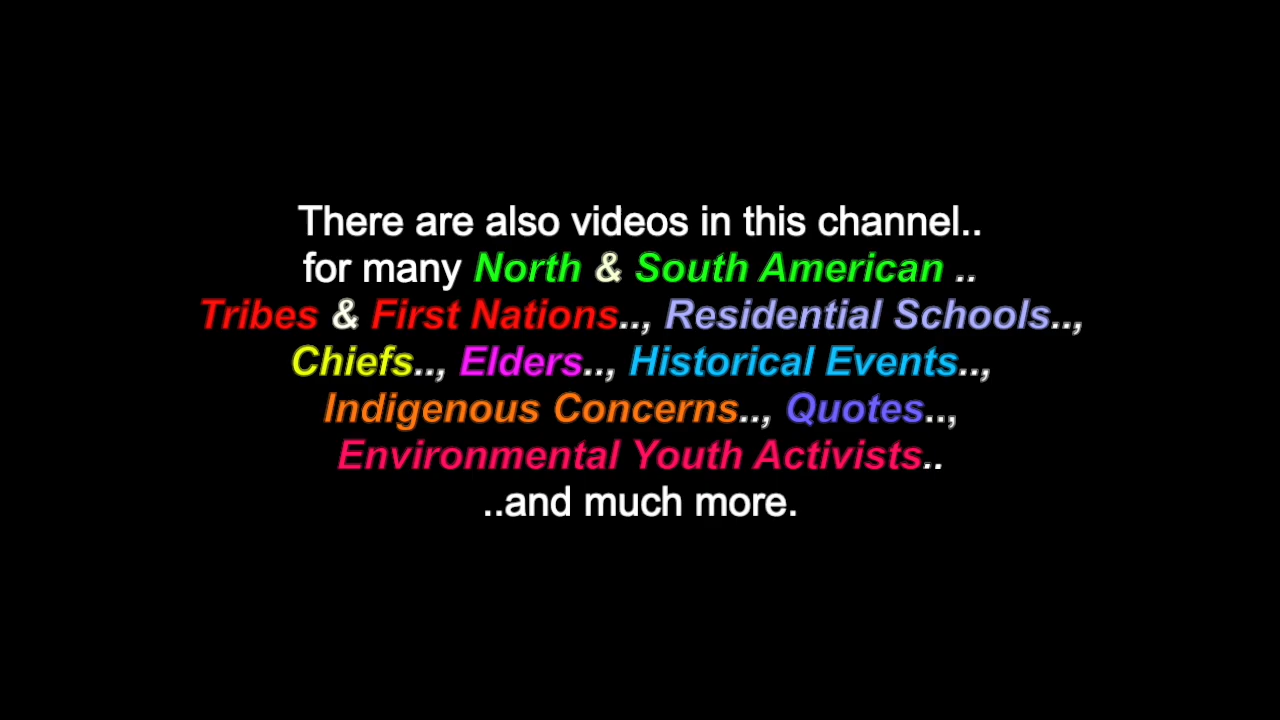 There are also videos in this channel..
for many North & South American ..
Tribes & First Nations.., Residential Schools..,
Chiefs.., Elders.., Historical Events..,
Indigenous Concerns.., Quotes..,
Environmental Youth Activists..
..and much more.